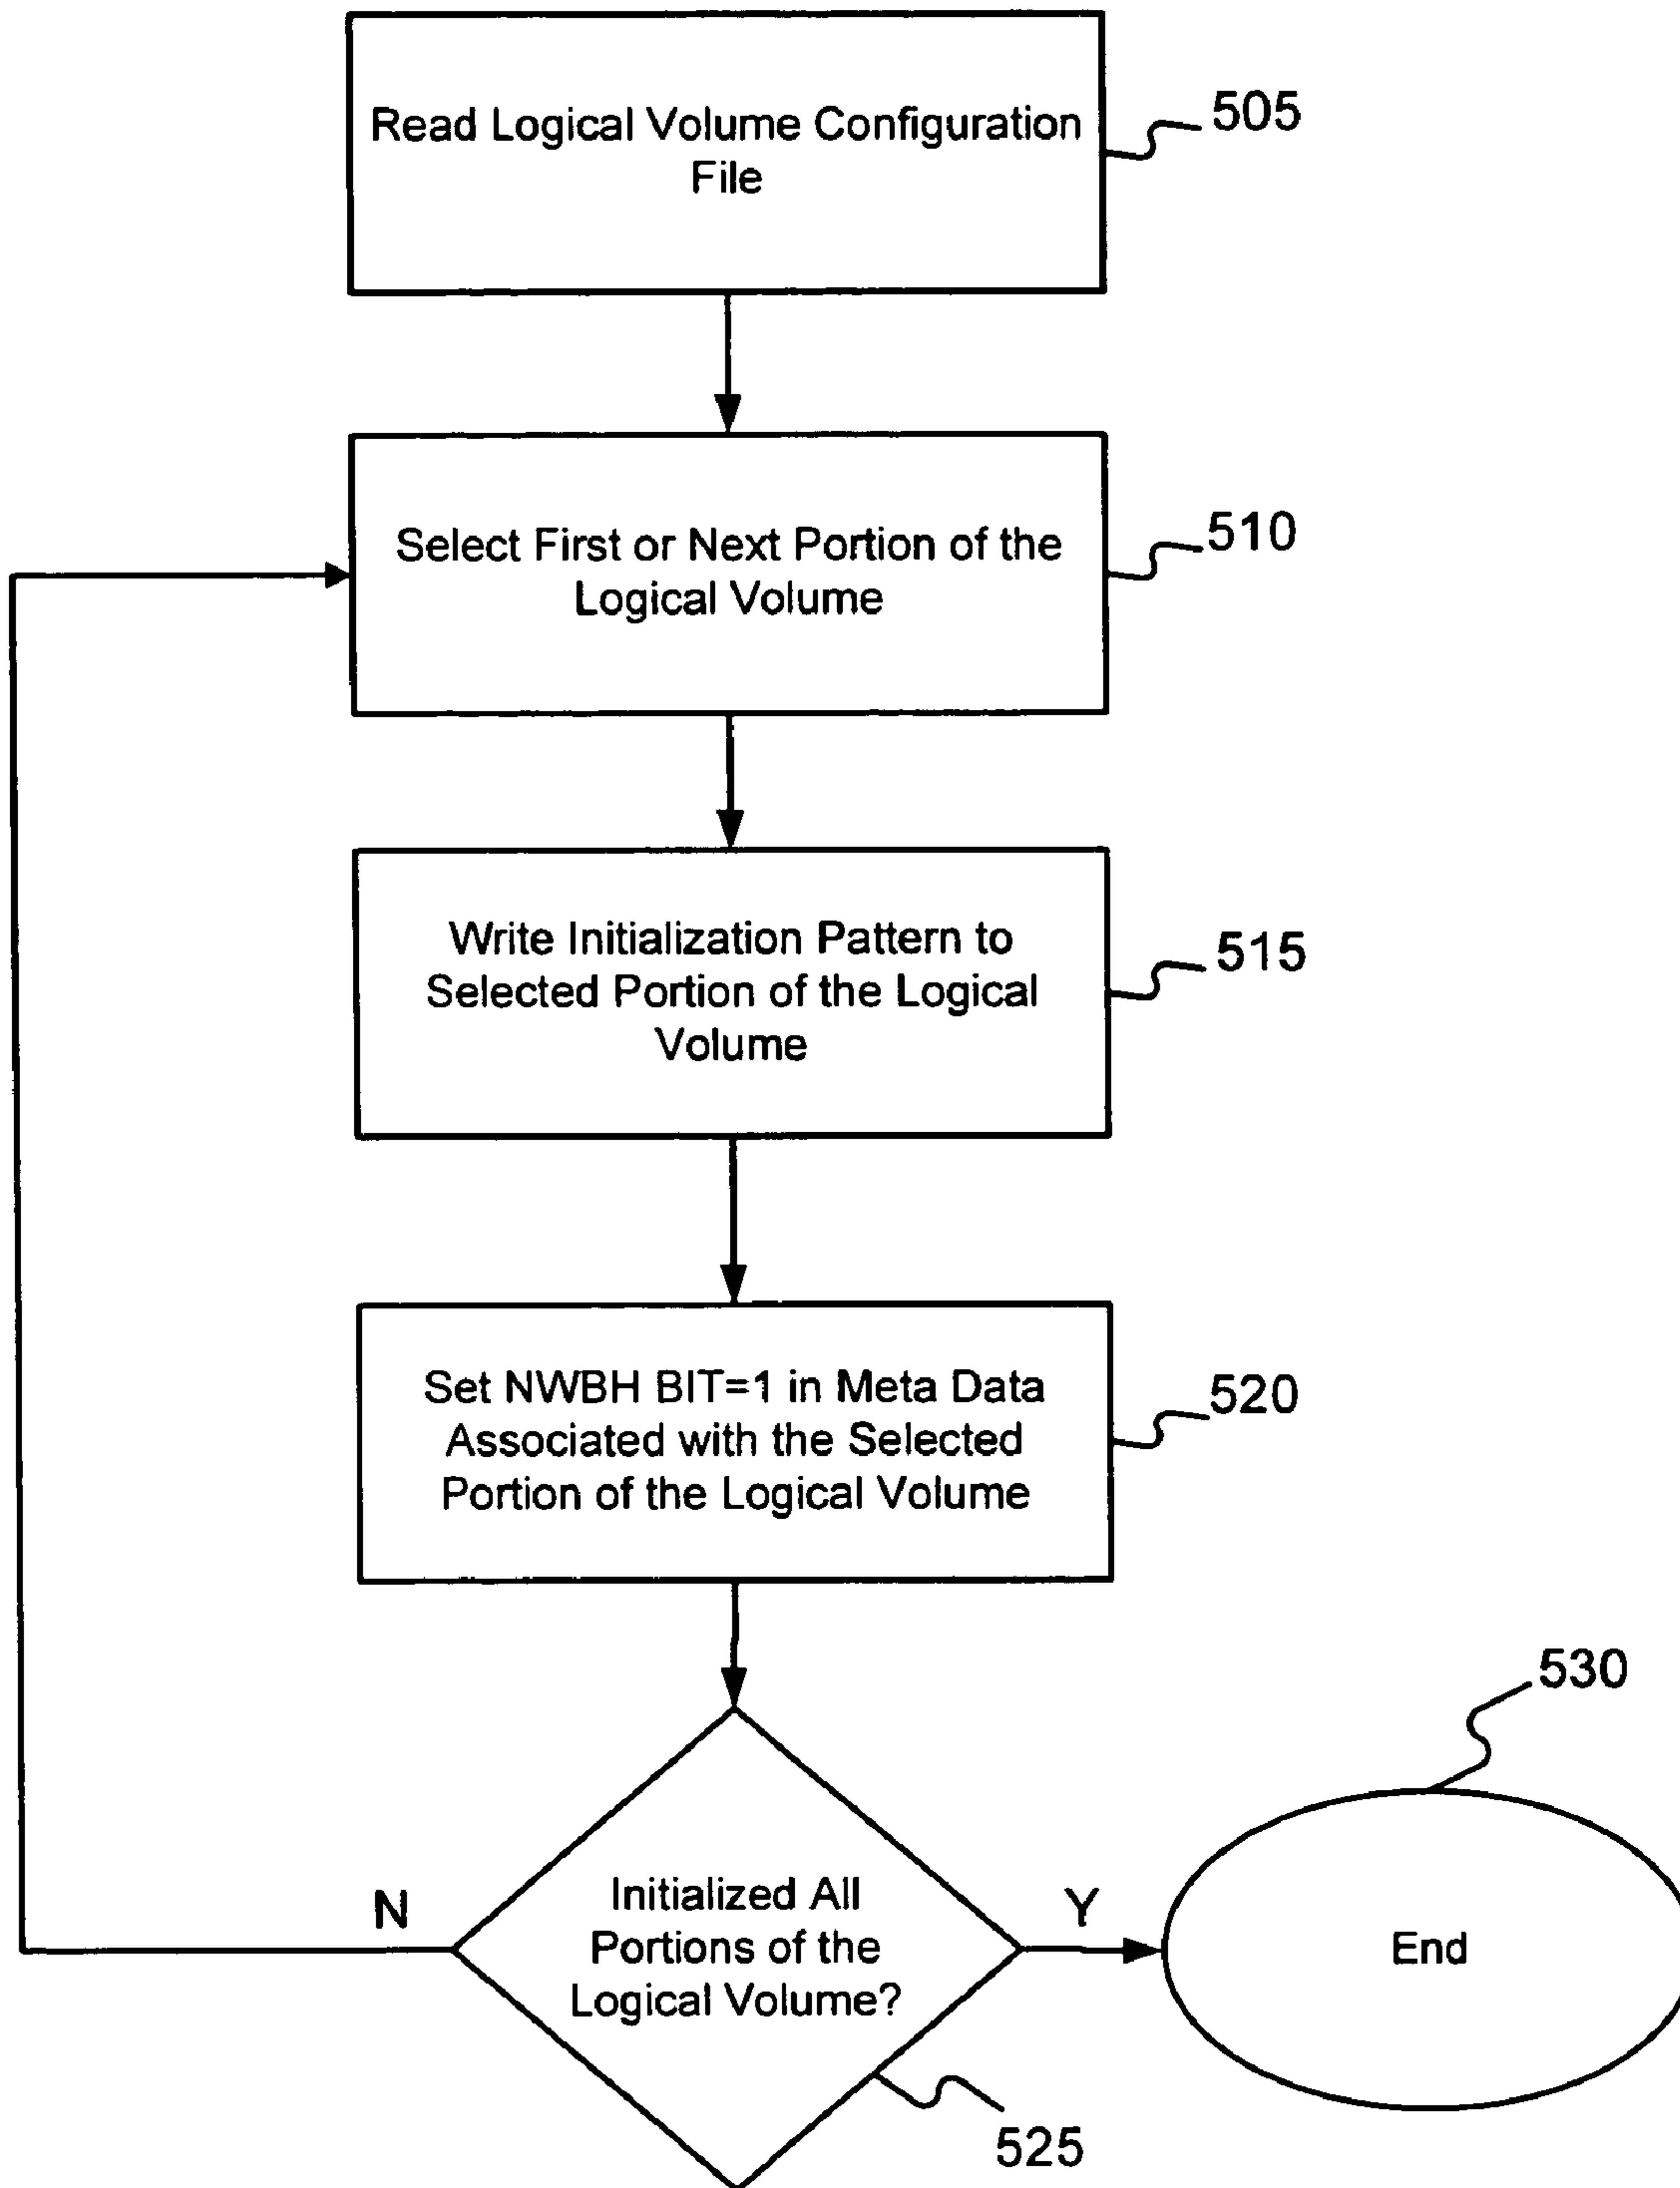 Read Logical Volume Configuration
File
505
Select First or Next Portion of the
Logical Volume
510
Write Initialization Pattern to
Selected Portion of the Logical
Volume
515
Set NWBH BIT=1 in Meta Data
Associated with the Selected
Portion of the Logical Volume
520
530
N
Initialized All
Portions of the
Logical Volume?
Y
End
525